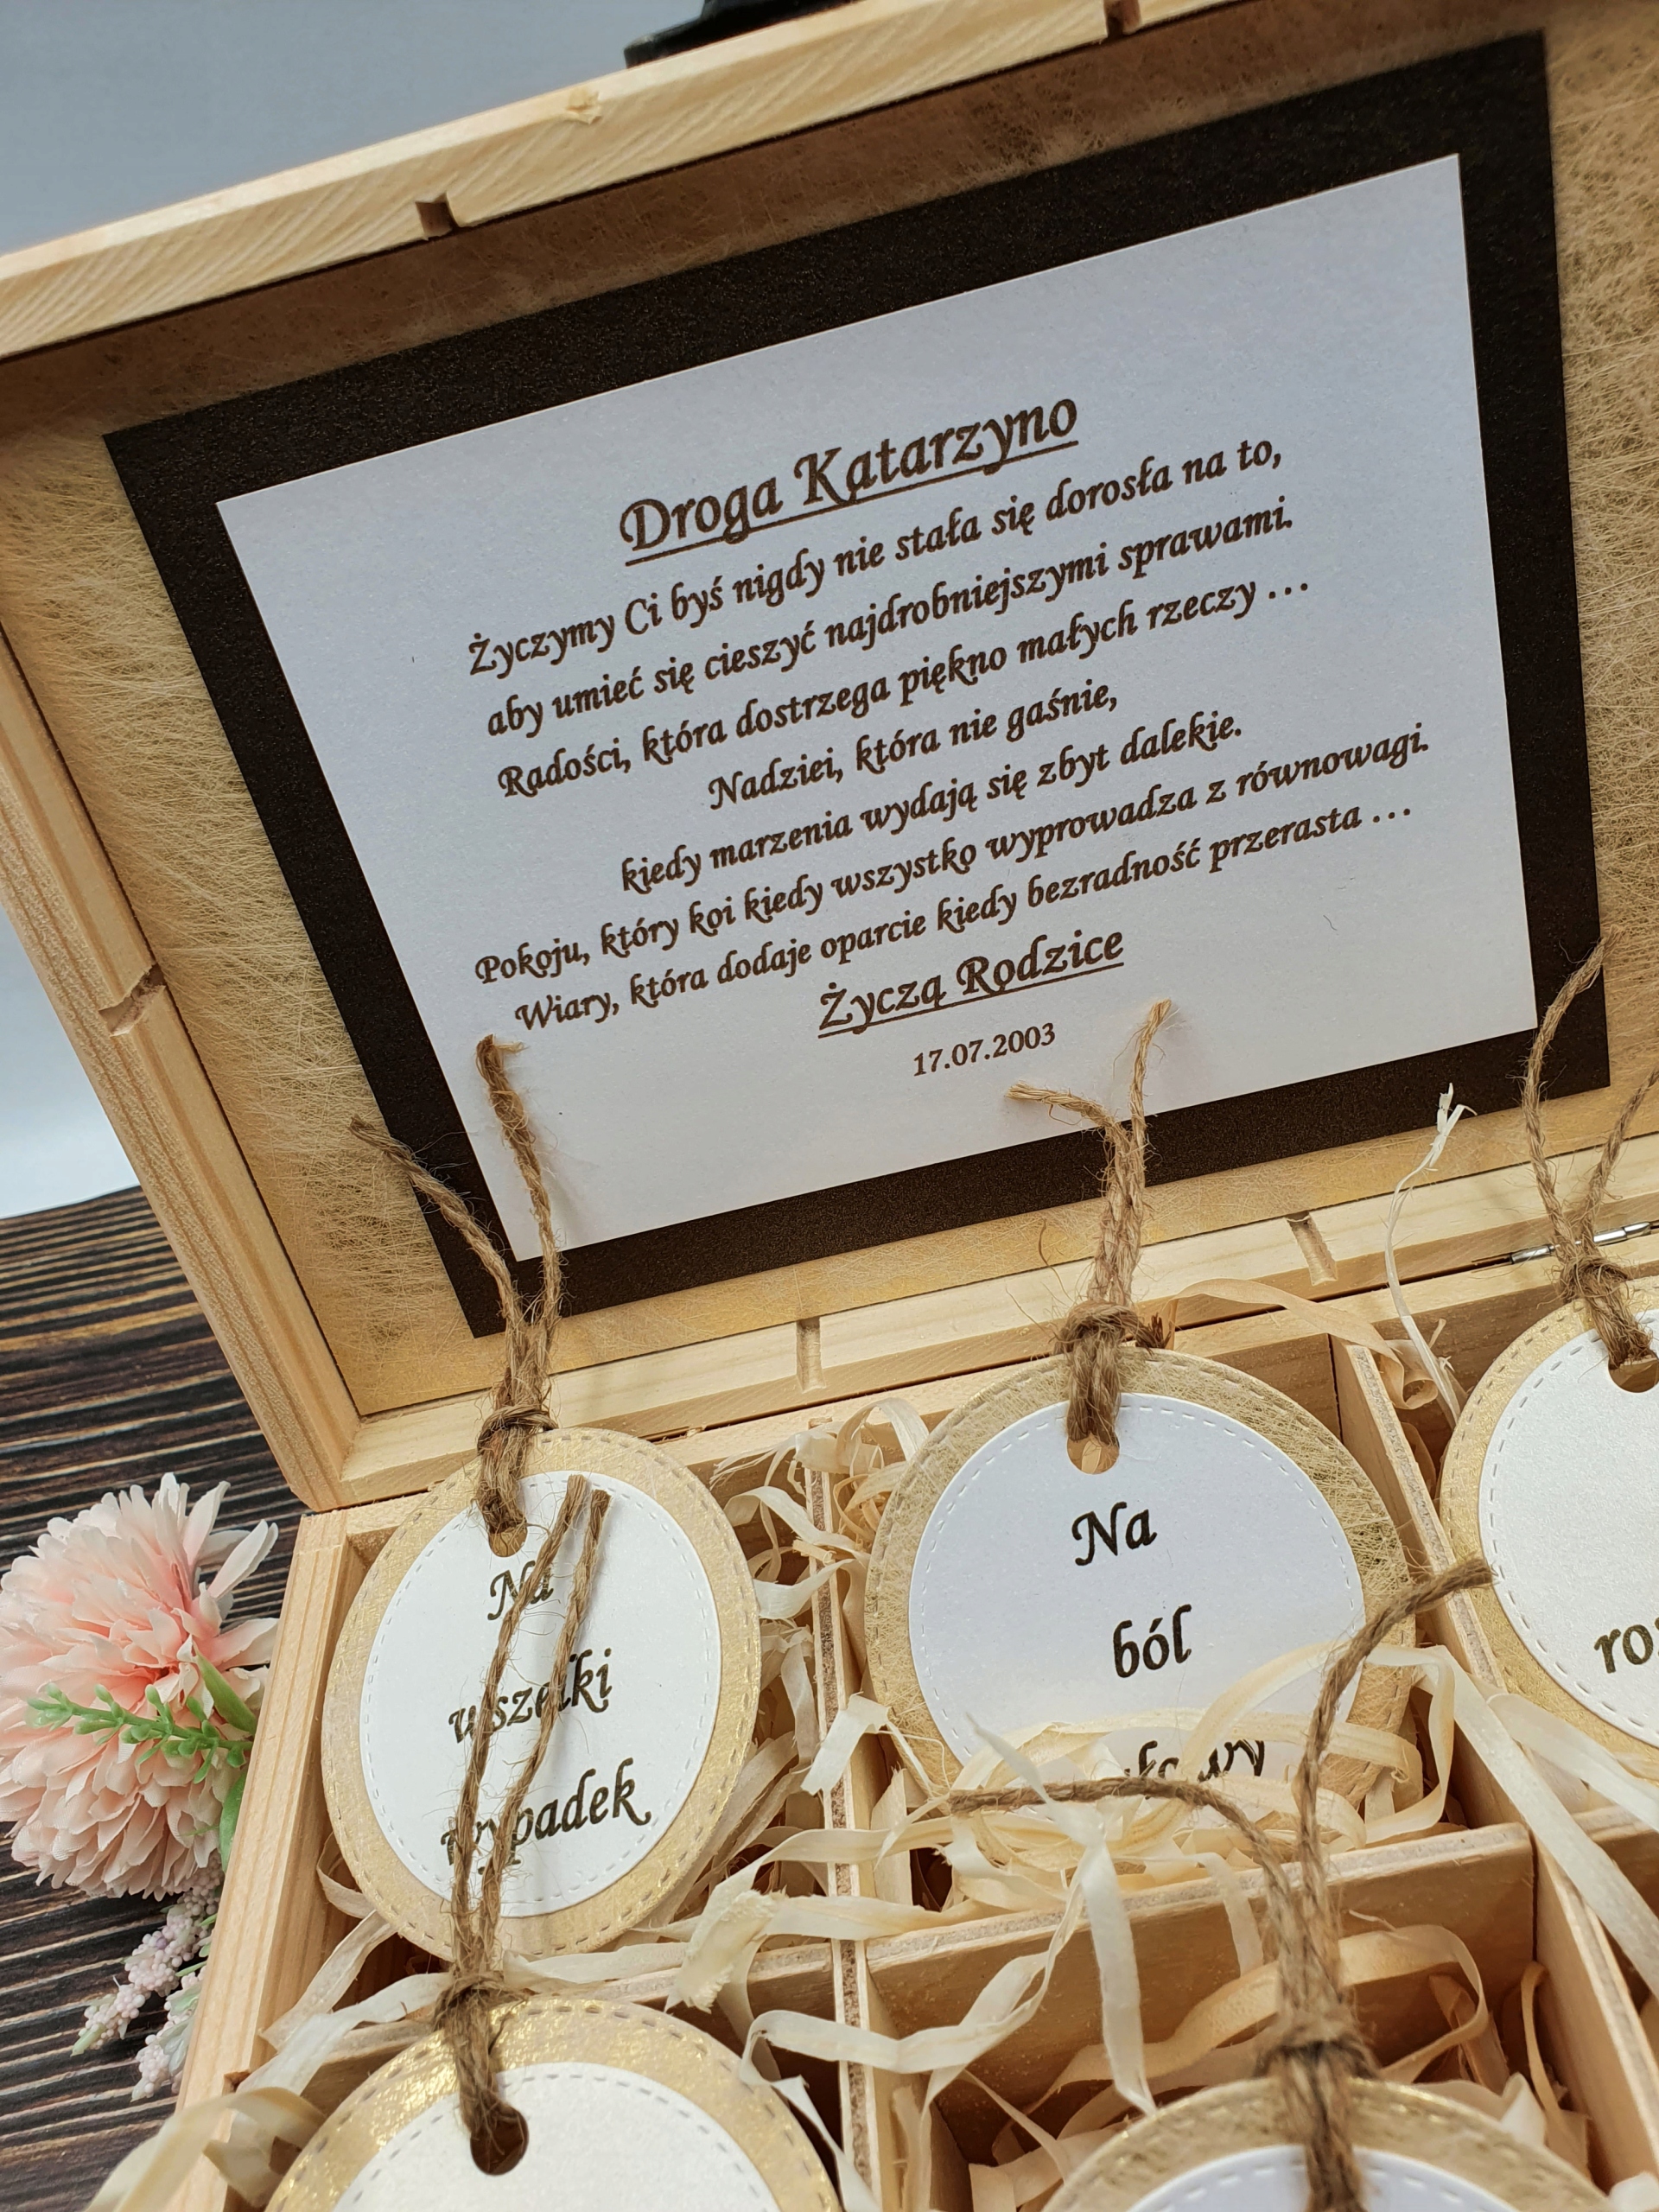 Droga Katarzyno
Życzymy Ci byś nigdy nie stała się dorosła na to,
aby umieć się cieszyć najdrobniejszymi sprawami.
Radości, która dostrzega piękno małych rzeczy ...
Nadziei, która nie gaśnie,
kiedy marzenia wydają się zbyt dalekie.
Pokoju, który koi kiedy wszystko wyprowadza z równowagi.
Wiary, która dodaje oparcie kiedy bezradność przerasta ...
Życzą Rodzice
17.07.2003
Na
wszelki
wypadek
Na
ból